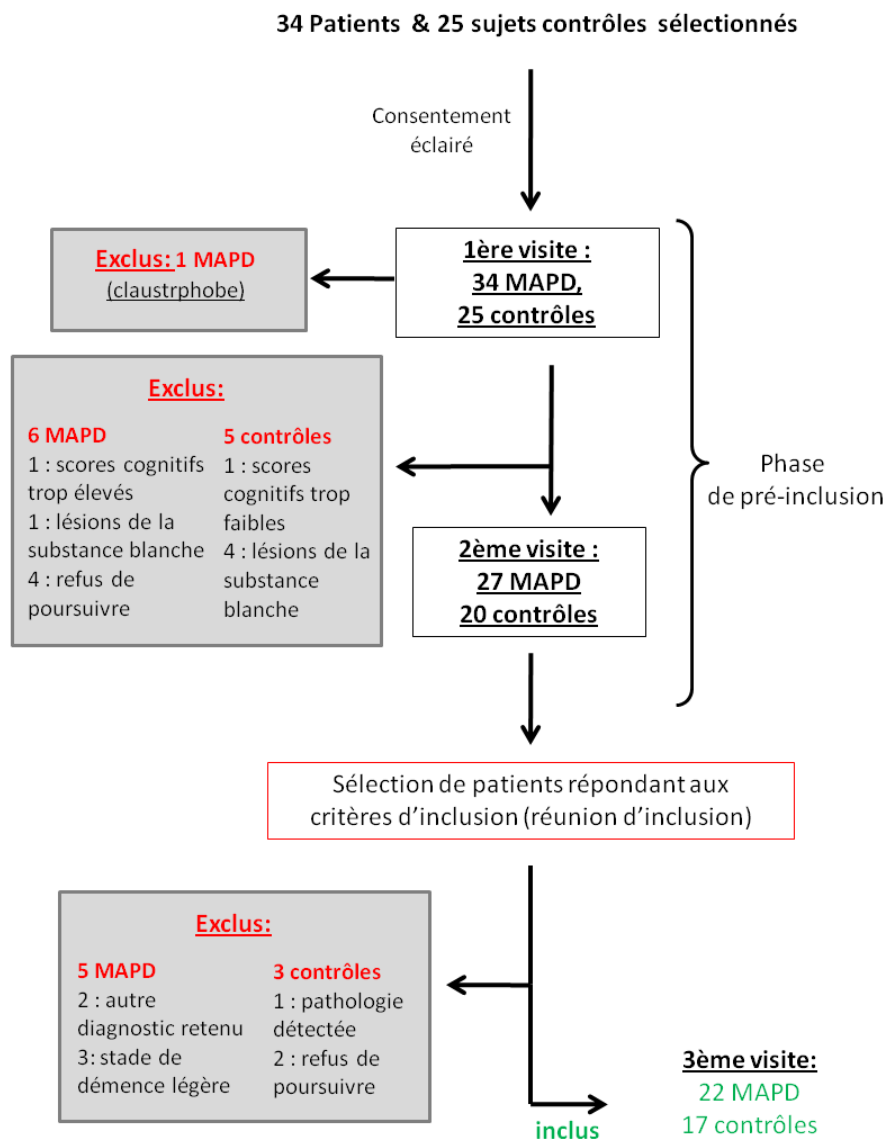 34 Patients & 25 sujets contrôles sélectionnés
Consentement
éclairé
1ère visite :
34 MAPD,
25 contrôles
Exclus: 1 MAPD
(claustrphobe)
Exclus:
6 MAPD
1 : scores cognitifs
trop élevés
1 : lésions de la
substance blanche
4 : refus de
poursuivre
5 contrôles
1 : scores
cognitifs trop
faibles
4 : lésions de la
substance
blanche
Phase
de pré-inclusion
2ème visite :
27 MAPD
20 contrôles
Sélection de patients répondant aux
critères d'inclusion (réunion d'inclusion)
Exclus:
5 MAPD
2 : autre
diagnostic retenu
3: stade de
démence légère
3 contrôles
1 : pathologie
détectée
2 : refus de
poursuivre
inclus
3ème visite:
22 MAPD
17 contrôles